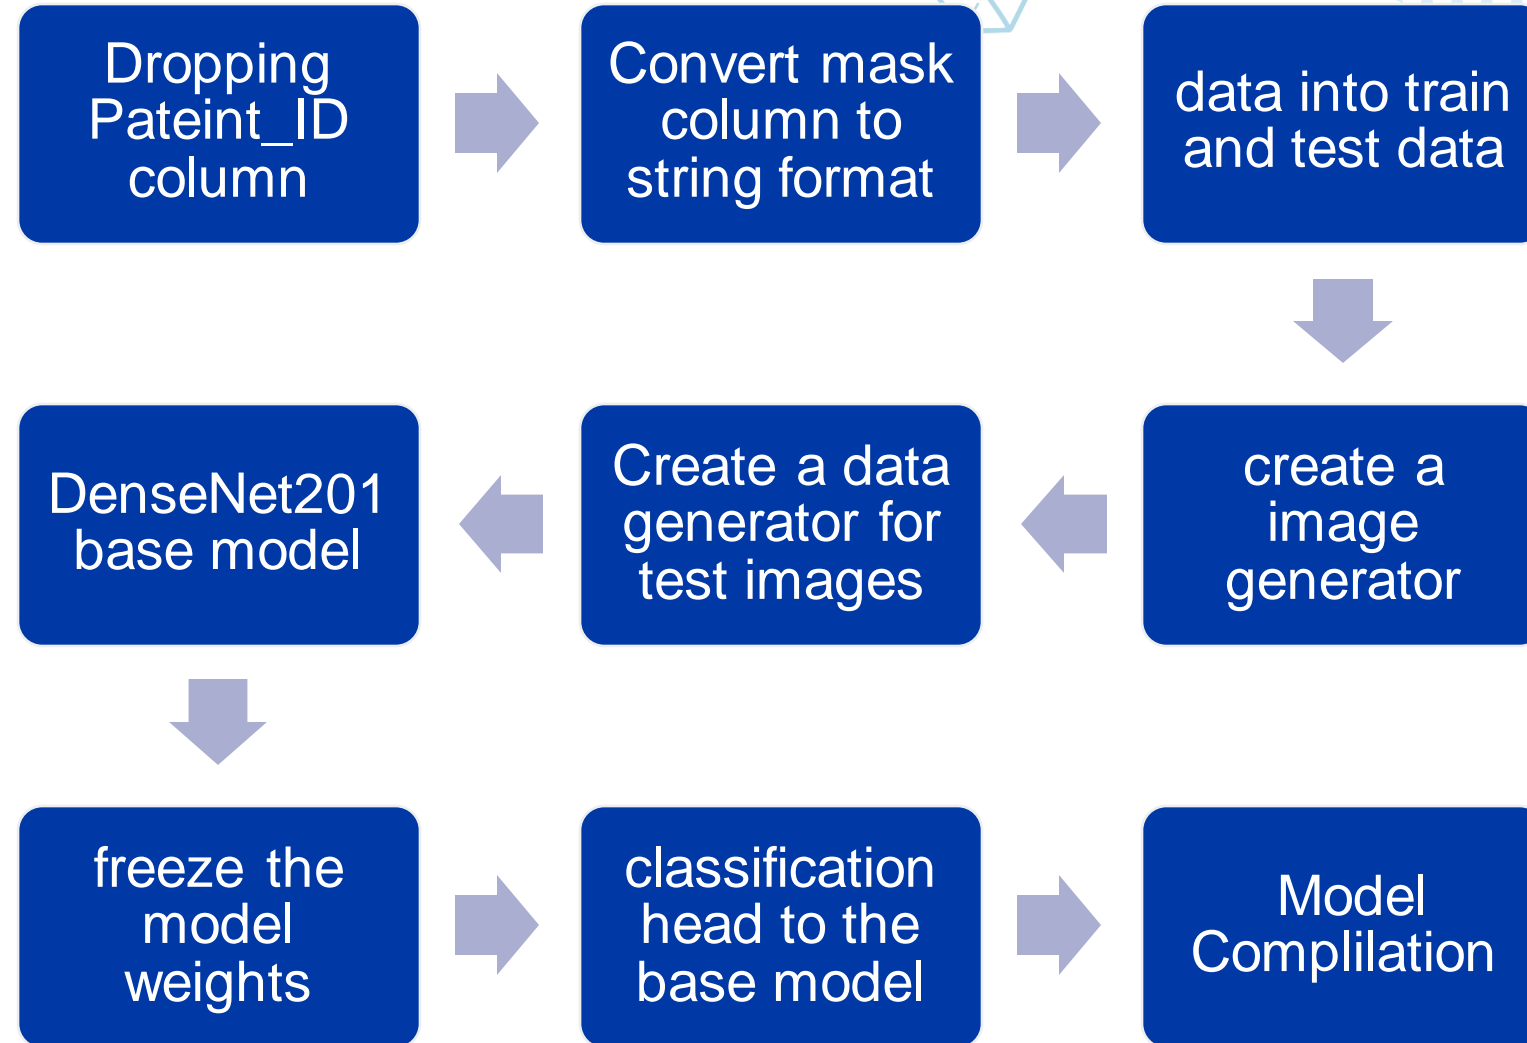 Dropping
Pateint_ID
column
Convert mask
column to
string format
data into train
and test data
create a
image
generator
Create a data
generator for
test images
DenseNet201
base model
freeze the
model
weights
classification
head to the
base model
Model
Complilation